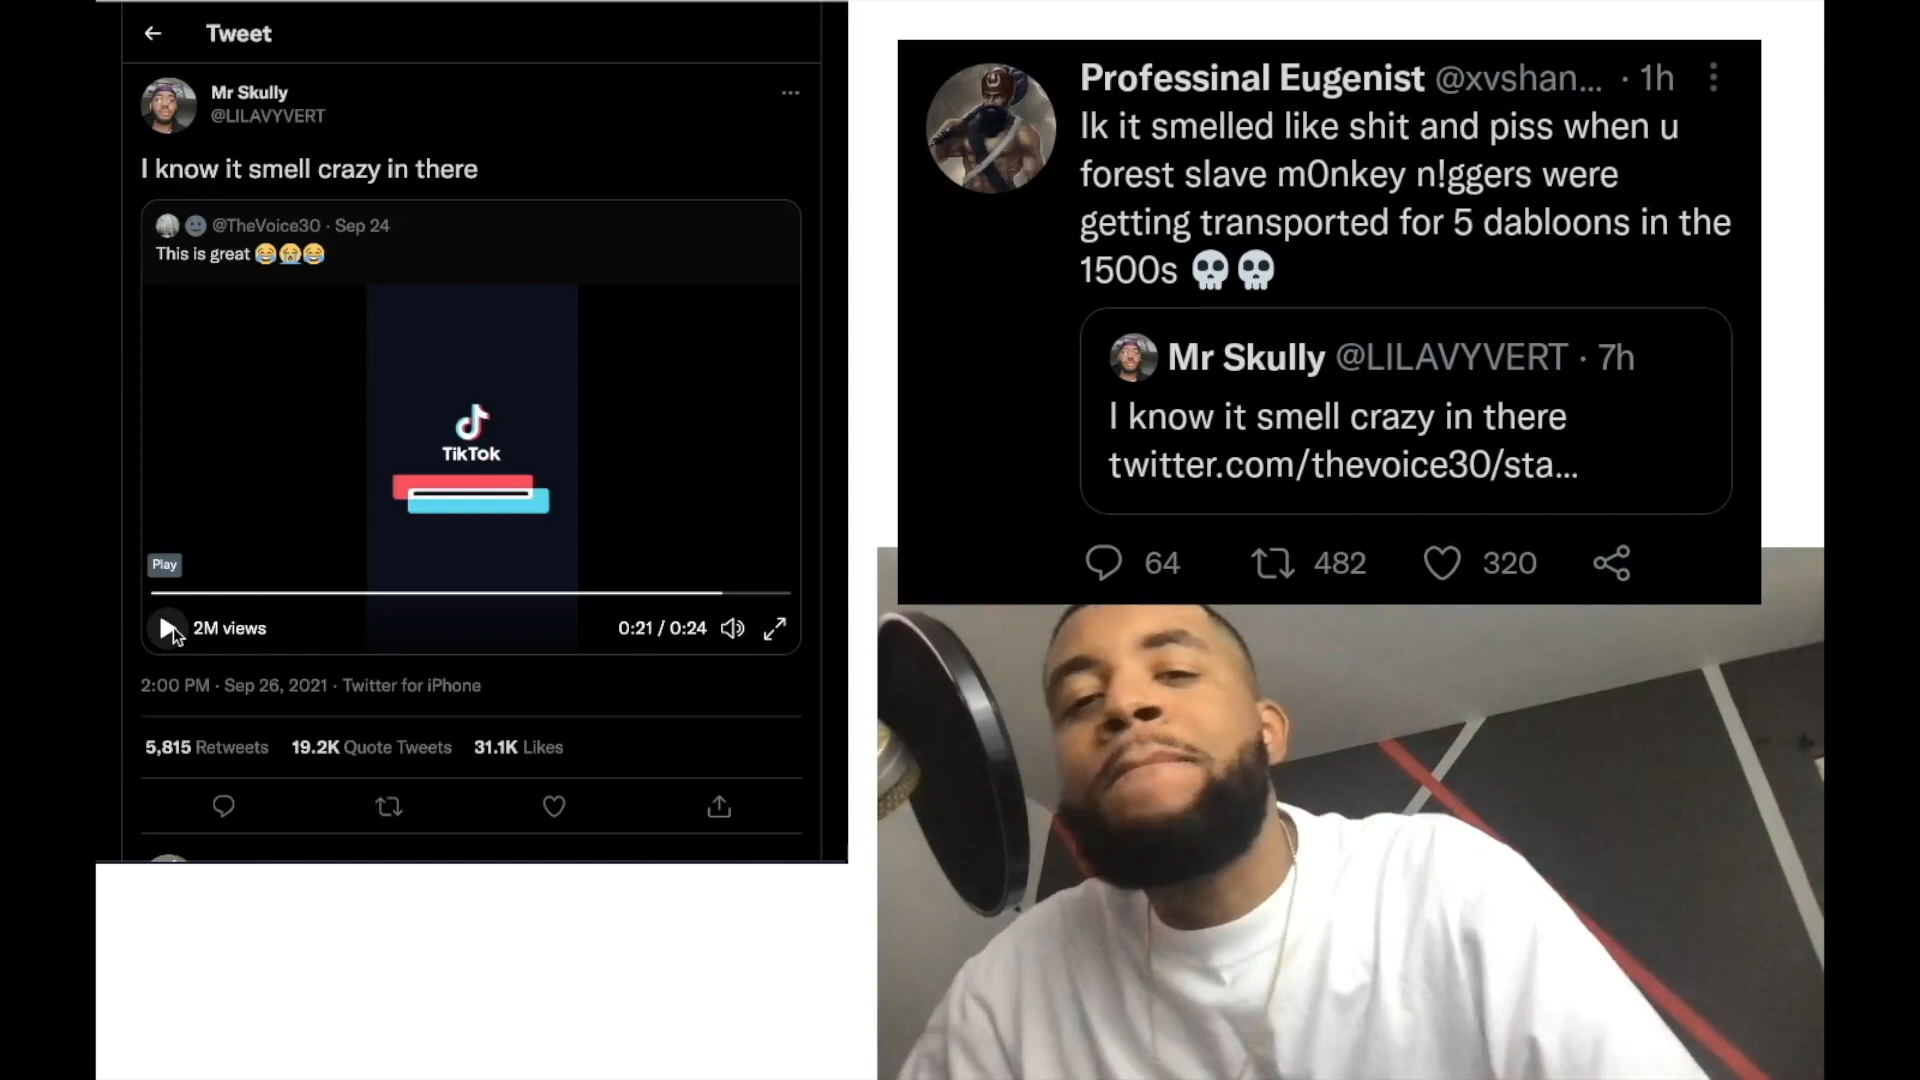 Tweet
Mr Skully
@LILAVYVERT
I know it smell crazy in there
@TheVoice30 · Sep 24
This is great 😂😭😂
TikTok
Play
2M views
0:21 / 0:24
2:00 PM · Sep 26, 2021 · Twitter for iPhone
5,815 Retweets 19.2K Quote Tweets 31.1K Likes
Professinal Eugenist @xvshan... · 1h
Ik it smelled like shit and piss when u
forest slave m0nkey n!ggers were
getting transported for 5 dabloons in the
1500s 💀💀
Mr Skully @LILAVYVERT · 7h
I know it smell crazy in there
twitter.com/thevoice30/sta...
64 482 320